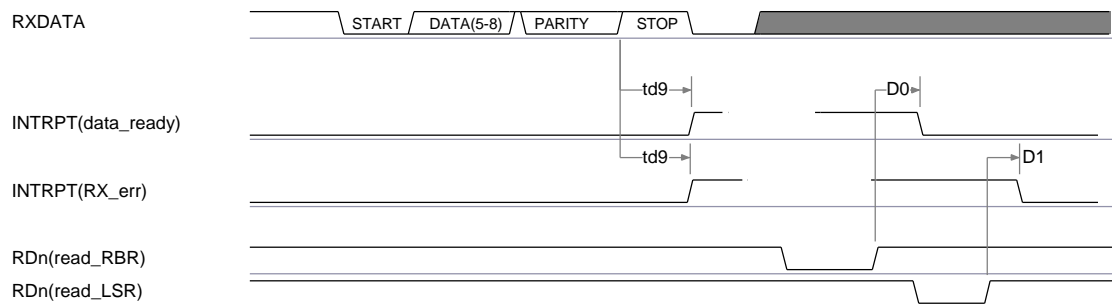 RXDATA
START
DATA(5-8)
PARITY
STOP
td9
D0
INTRPT(data_ready)
td9
D1
INTRPT(RX_err)
RDn(read_RBR)
RDn(read_LSR)